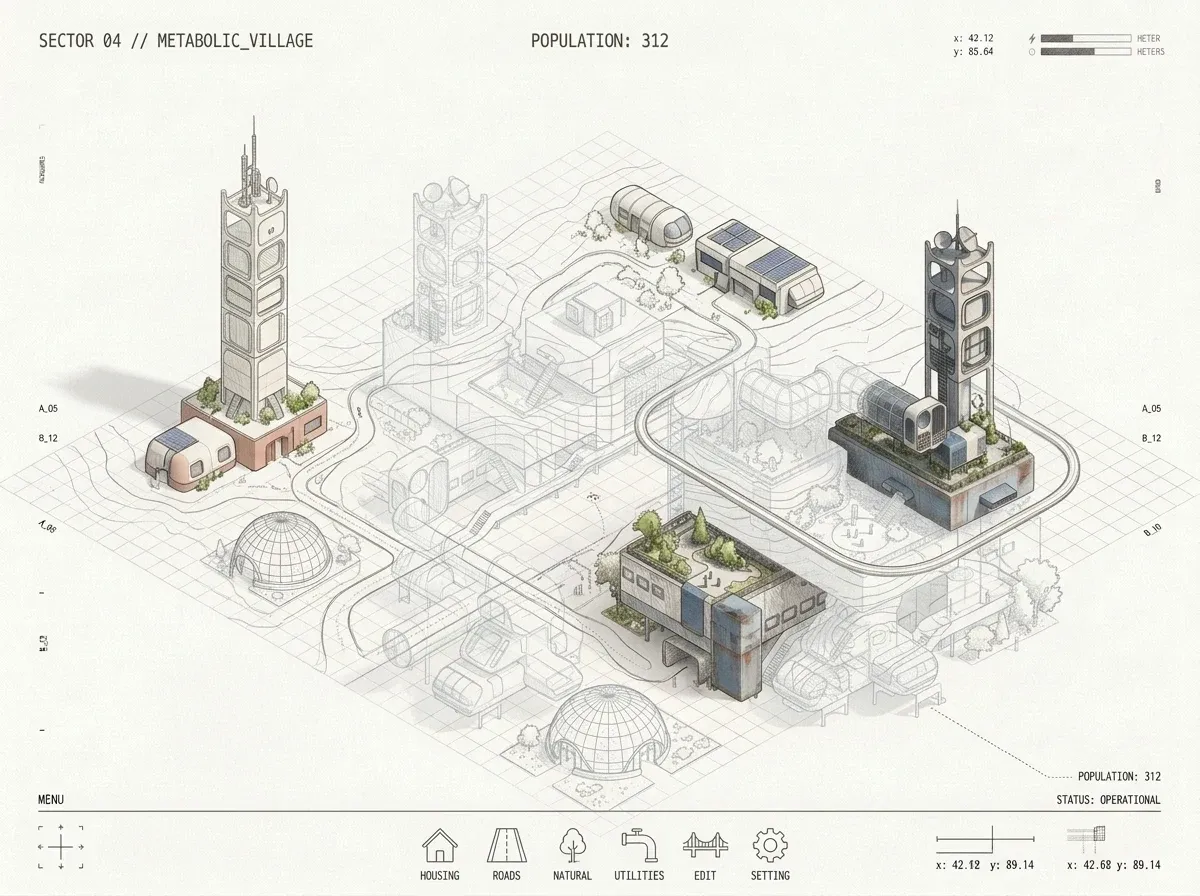 SECTOR 04 // METABOLIC_VILLAGE
POPULATION: 312
x: 42.12
y: 85.64
METER
METERS
A_05
B_12
A_05
B_12
B_10
POPULATION: 312
MENU
STATUS: OPERATIONAL
HOUSING
ROADS
NATURAL
UTILITIES
EDIT
SETTING
x: 42.12 y: 89.14
x: 42.68 y: 89.14